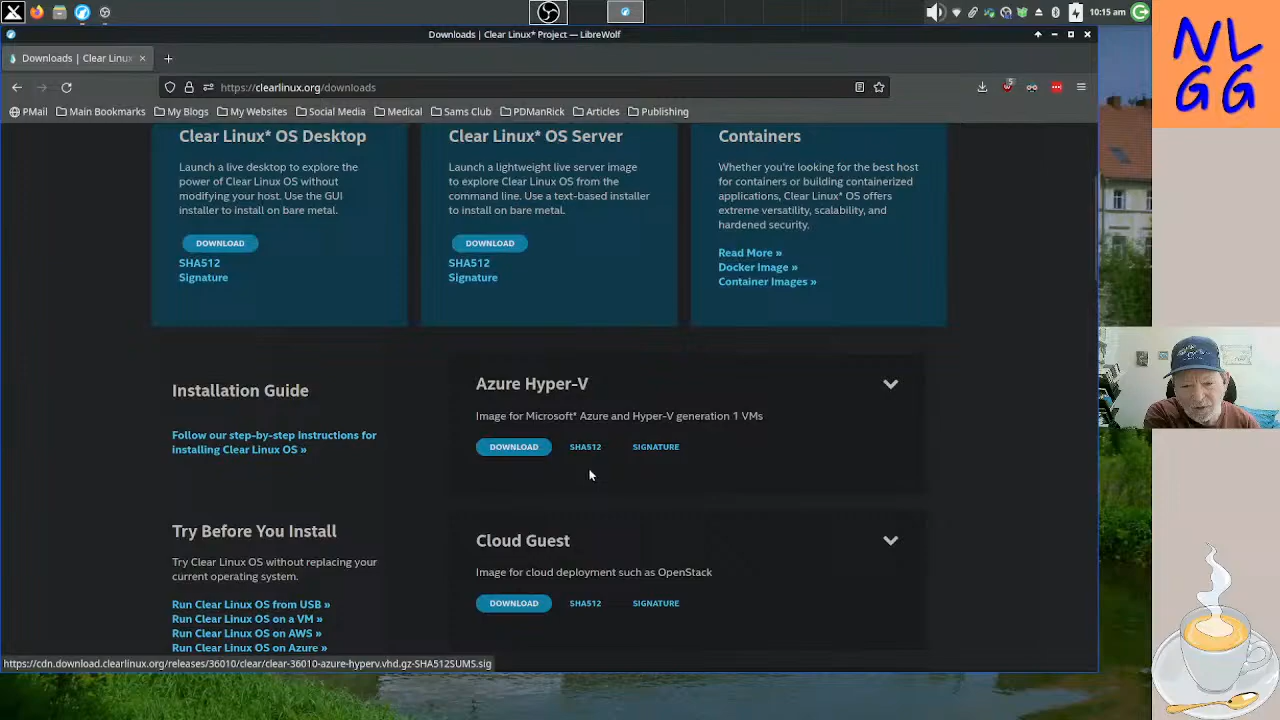 10:15 am
NL
GG
Downloads | Clear Linux* Project — LibreWolf
Downloads | Clear Linux
https://clearlinux.org/downloads
5
PMail
Main Bookmarks
My Blogs
My Websites
Social Media
Medical
Sams Club
PDManRick
Articles
Publishing
Clear Linux* OS Desktop
Launch a live desktop to explore the
power of Clear Linux OS without
modifying your host. Use the GUI
installer to install on bare metal.
DOWNLOAD
SHA512
Signature
Clear Linux* OS Server
Launch a lightweight live server image
to explore Clear Linux OS from the
command line. Use a text-based installer
to install on bare metal.
DOWNLOAD
SHA512
Signature
Containers
Whether you're looking for the best host
for containers or building containerized
applications, Clear Linux* OS offers
extreme versatility, scalability, and
hardened security.
Read More »
Docker Image »
Container Images »
Installation Guide
Follow our step-by-step instructions for
installing Clear Linux OS »
Try Before You Install
Try Clear Linux OS without replacing your
current operating system.
Run Clear Linux OS from USB »
Run Clear Linux OS on a VM »
Run Clear Linux OS on AWS »
Run Clear Linux OS on Azure »
Azure Hyper-V
Image for Microsoft* Azure and Hyper-V generation 1 VMs
DOWNLOAD SHA512 SIGNATURE
Cloud Guest
Image for cloud deployment such as OpenStack
DOWNLOAD SHA512 SIGNATURE
https://cdn.download.clearlinux.org/releases/36010/clear/clear-36010-azure-hyperv.vhd.gz-SHA512SUMS.sig